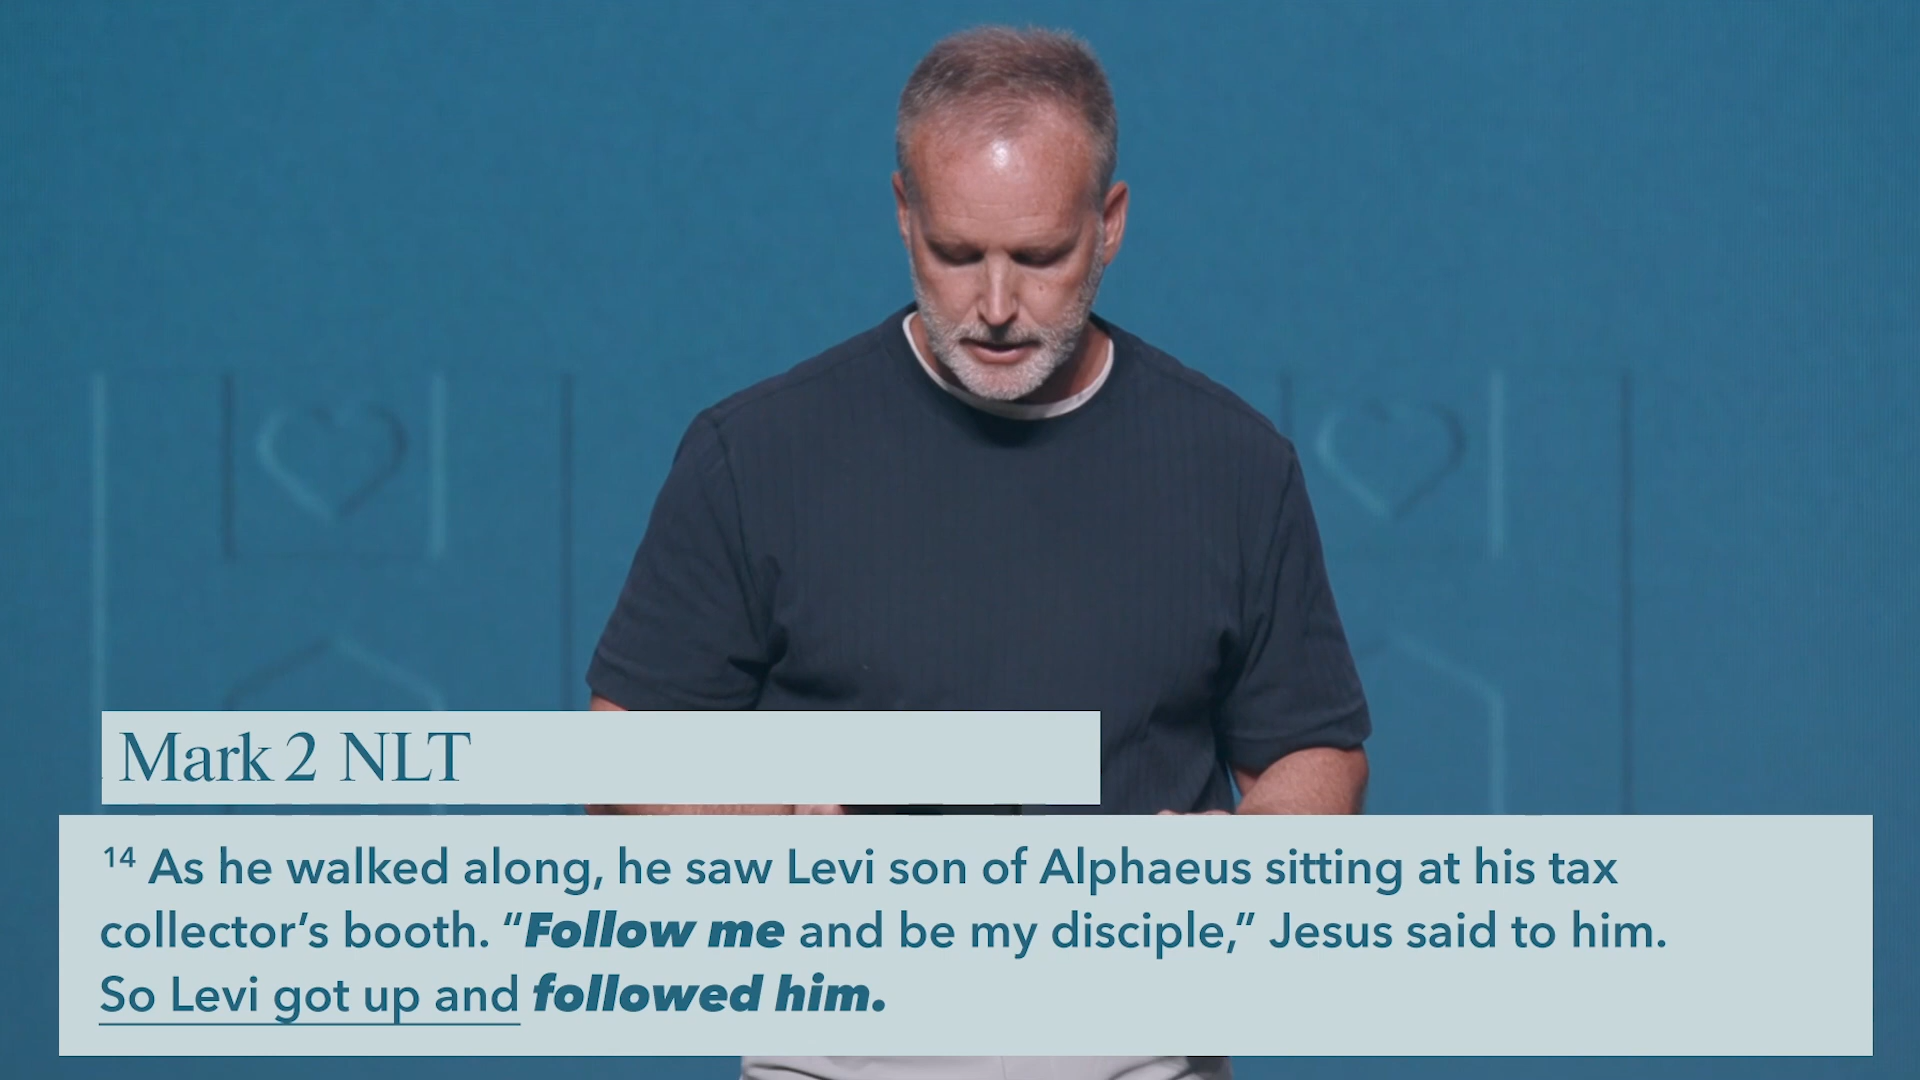 Mark 2 NLT
14 As he walked along, he saw Levi son of Alphaeus sitting at his tax
collector’s booth. “Follow me and be my disciple,” Jesus said to him.
So Levi got up and followed him.